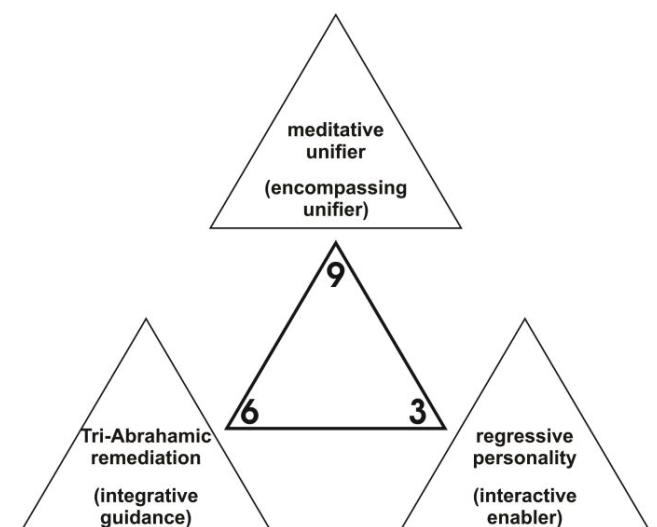 meditative
unifier
(encompassing
unifier)
9
6
3
Tri-Abrahamic
remediation
(integrative
guidance)
regressive
personality
(interactive
enabler)